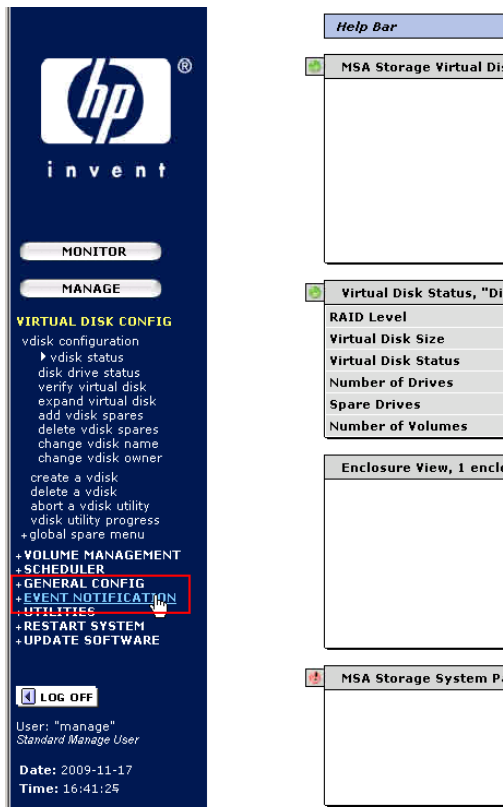 hp
®
invent
MONITOR
MANAGE
VIRTUAL DISK CONFIG
vdisk configuration
vdisk status
disk drive status
verify virtual disk
expand virtual disk
add vdisk spares
delete vdisk spares
change vdisk name
change vdisk owner
create a vdisk
delete a vdisk
abort a vdisk utility
vdisk utility progress
+global spare menu
+VOLUME MANAGEMENT
+SCHEDULER
+GENERAL CONFIG
+EVENT NOTIFICATION
+UTILITIES
+RESTART SYSTEM
+UPDATE SOFTWARE
LOG OFF
User: "manage"
Standard Manage User
Date: 2009-11-17
Time: 16:41:25
Help Bar
MSA Storage Virtual Dis
Virtual Disk Status, "Di
RAID Level
Virtual Disk Size
Virtual Disk Status
Number of Drives
Spare Drives
Number of Volumes
Enclosure View, 1 enclo
MSA Storage System Pa